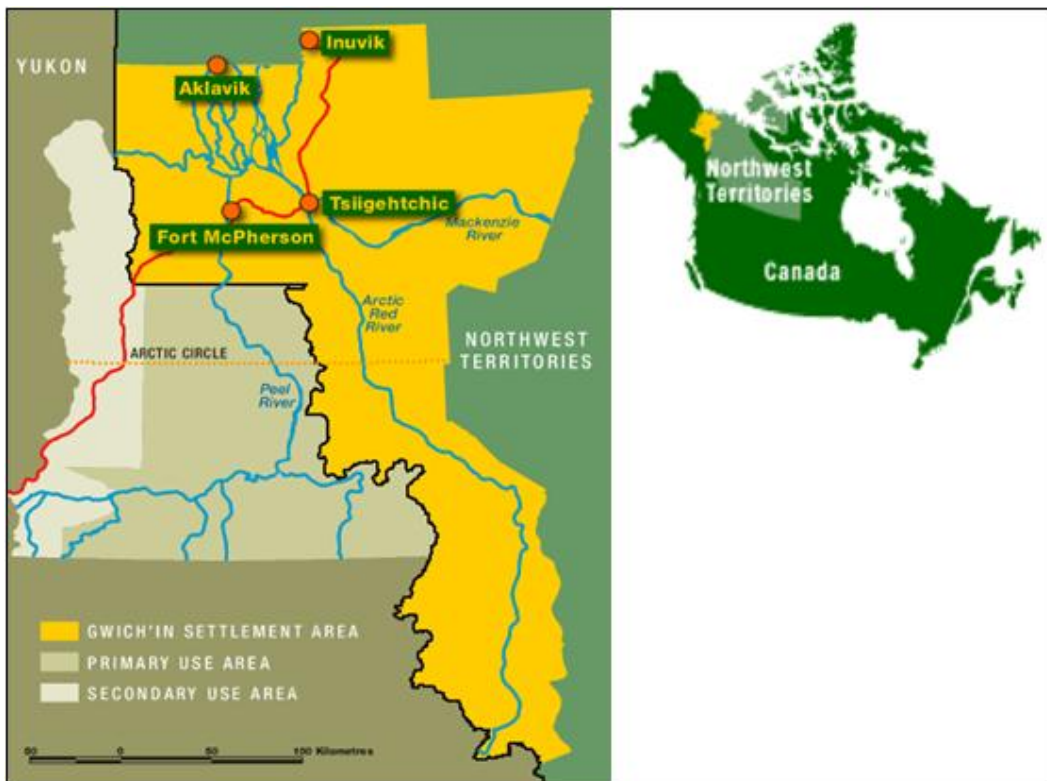 YUKON
Inuvik
Aklavik
Tsiigehtchic
Fort McPherson
Mackenzie
River
Arctic
Red
River
NORTHWEST
TERRITORIES
ARCTIC CIRCLE
Peel
River
GWICH'IN SETTLEMENT AREA
PRIMARY USE AREA
SECONDARY USE AREA
50 0 50 100 Kilometres
Northwest
Territories
Canada